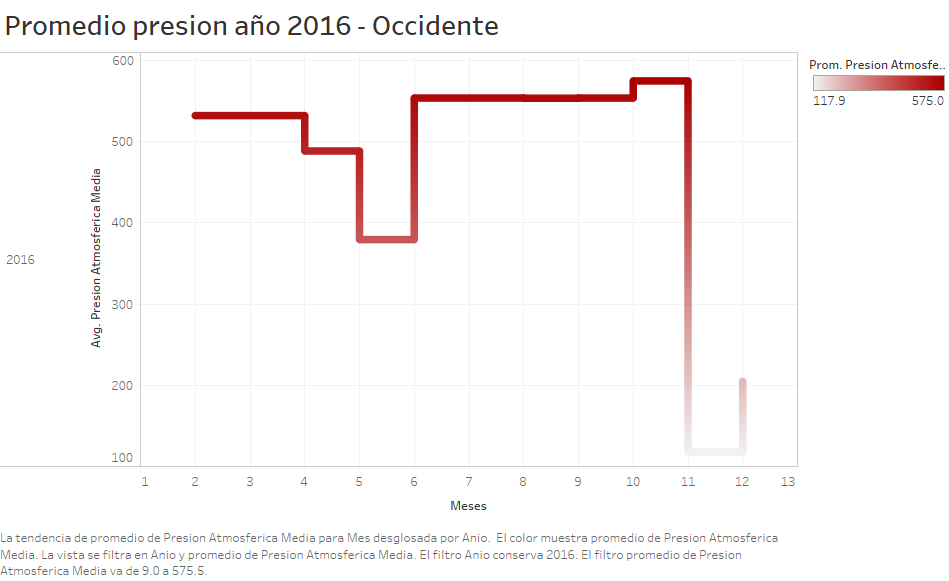 Promedio presion año 2016 - Occidente
Prom. Presion Atmosfe..
117.9 575.0
600
500
400
300
200
100
Avg. Presion Atmosferica Media
2016
1 2 3 4 5 6 7 8 9 10 11 12 13
Meses
La tendencia de promedio de Presion Atmosferica Media para Mes desglosada por Anio.  El color muestra promedio de Presion Atmosferica
Media. La vista se filtra en Anio y promedio de Presion Atmosferica Media. El filtro Anio conserva 2016. El filtro promedio de Presion
Atmosferica Media va de 9.0 a 575.5.